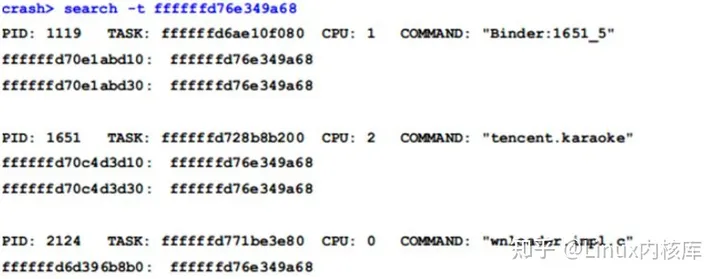 crash> search -t ffffffd76e349a68
PID: 1119 TASK: ffffffd6ae10f080 CPU: 1 COMMAND: "Binder:1651_5"
ffffffd70e1abd10: ffffffd76e349a68
ffffffd70e1abd30: ffffffd76e349a68
PID: 1651 TASK: ffffffd728b8b200 CPU: 2 COMMAND: "tencent.karaoke"
ffffffd70c4d3d10: ffffffd76e349a68
ffffffd70c4d3d30: ffffffd76e349a68
PID: 2124 TASK: ffffffd771be3e80 CPU: 0 COMMAND:
ffffffd6d396b8b0: ffffffd76e349a68
知乎 @Linux内核库